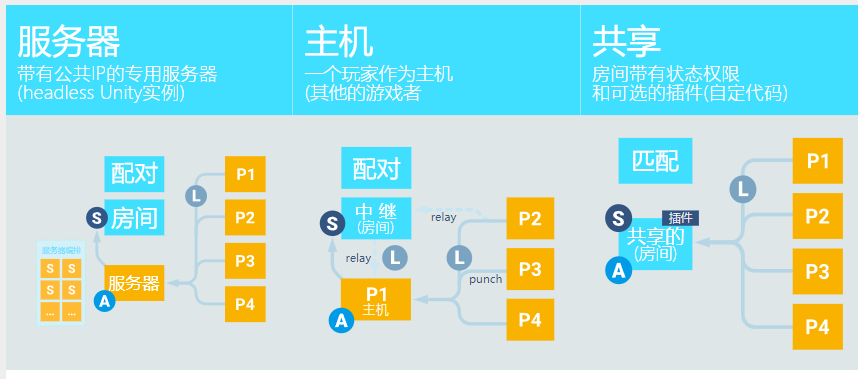 服务器
带有公共IP的专用服务器
(headless Unity实例)
主机
一个玩家作为主机
(其他的游戏者
共享
房间带有状态权限
和可选的插件(自定代码)
配对
房间
S
服务器
A
L
P1
P2
P3
P4
S
S
S
S
...
...
配对
中继
(房间)
S
relay
relay
L
L
punch
P1
主机
A
P2
P3
P4
匹配
S
插件
共享的
(房间)
A
L
P1
P2
P3
P4